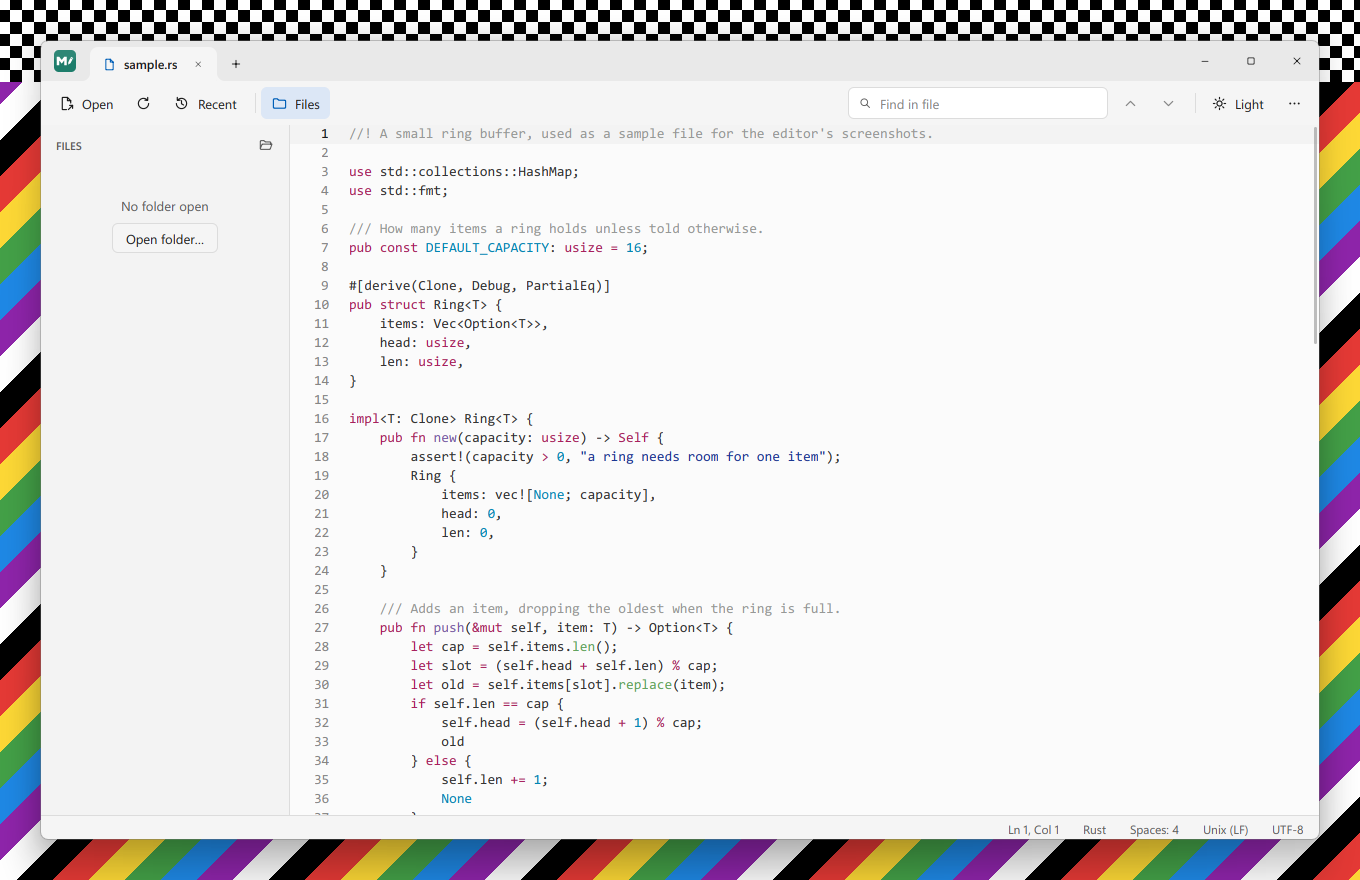 M
sample.rs
Open
Recent
Files
Find in file
Light
FILES
No folder open
Open folder...
1 //! A small ring buffer, used as a sample file for the editor's screenshots.
2
3 use std::collections::HashMap;
4 use std::fmt;
5
6 /// How many items a ring holds unless told otherwise.
7 pub const DEFAULT_CAPACITY: usize = 16;
8
9 #[derive(Clone, Debug, PartialEq)]
10 pub struct Ring<T> {
11     items: Vec<Option<T>>,
12     head: usize,
13     len: usize,
14 }
15
16 impl<T: Clone> Ring<T> {
17     pub fn new(capacity: usize) -> Self {
18         assert!(capacity > 0, "a ring needs room for one item");
19         Ring {
20             items: vec![None; capacity],
21             head: 0,
22             len: 0,
23         }
24     }
25
26     /// Adds an item, dropping the oldest when the ring is full.
27     pub fn push(&mut self, item: T) -> Option<T> {
28         let cap = self.items.len();
29         let slot = (self.head + self.len) % cap;
30         let old = self.items[slot].replace(item);
31         if self.len == cap {
32             self.head = (self.head + 1) % cap;
33             old
34         } else {
35             self.len += 1;
36             None
37         }
Ln 1, Col 1
Rust
Spaces: 4
Unix (LF)
UTF-8